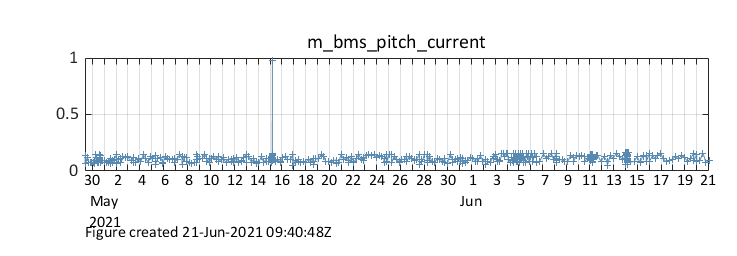 m_bms_pitch_current
1
0.5
0
30 2 4 6 8 10 12 14 16 18 20 22 24 26 28 30 1 3 5 7 9 11 13 15 17 19 21
May Jun
2021
Figure created 21-Jun-2021 09:40:48Z